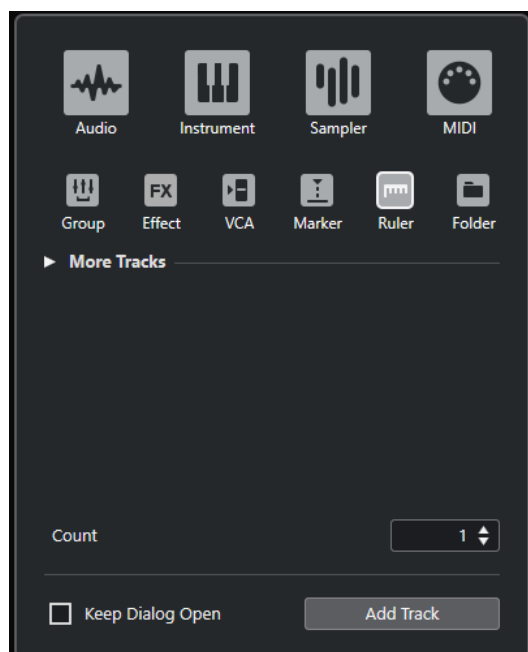 Audio Instrument Sampler MIDI
FX
Group Effect VCA Marker Ruler Folder
More Tracks
Count 1
Keep Dialog Open Add Track